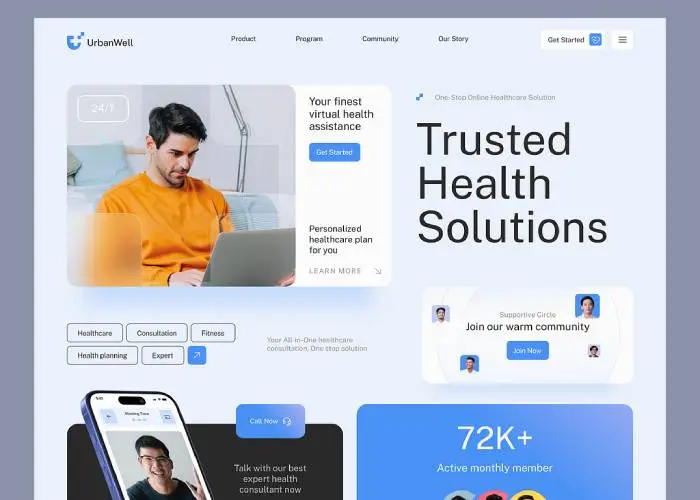 UrbanWell
Product
Program
Community
Our Story
Get Started
24/7
Your finest
virtual health
assistance
Get Started
Personalized
healthcare plan
for you
LEARN MORE
One-Stop Online Healthcare Solution
Trusted
Health
Solutions
Supportive Circle
Join our warm community
Join Now
Healthcare
Consultation
Fitness
Health planning
Expert
Your All-in-One healthcare
consultation, One stop solution
Call Now
Talk with our best
expert health
consultant now
72K+
Active monthly member